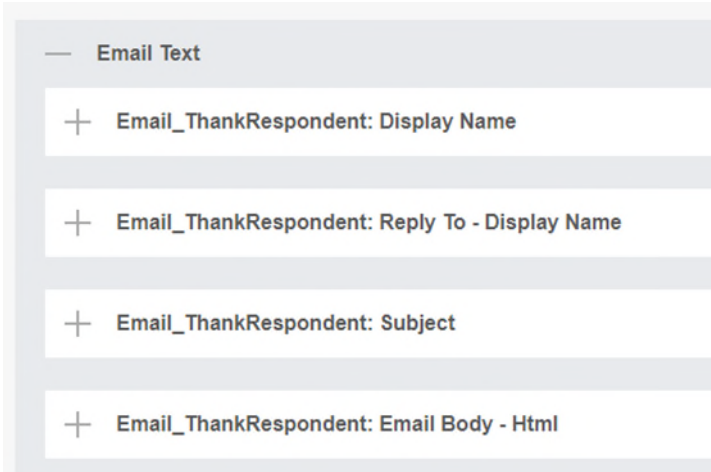 Email Text
Email_ThankRespondent: Display Name
Email_ThankRespondent: Reply To - Display Name
Email_ThankRespondent: Subject
Email_ThankRespondent: Email Body - Html